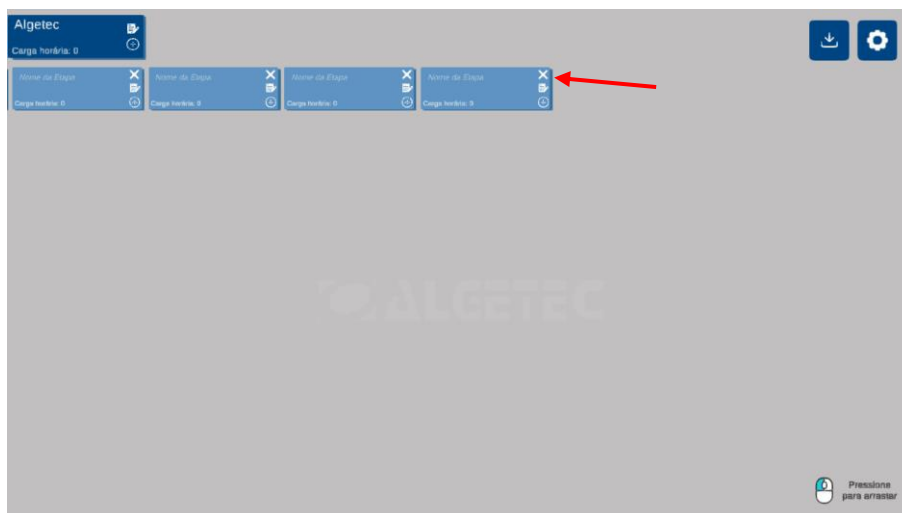 Algetec
Carga horária: 0
Nome da Etapa
Carga horária: 0
Nome da Etapa
Carga horária: 0
Nome da Etapa
Carga horária: 0
Nome da Etapa
Carga horária: 0
ALGETEC
Pressione
para arrastar